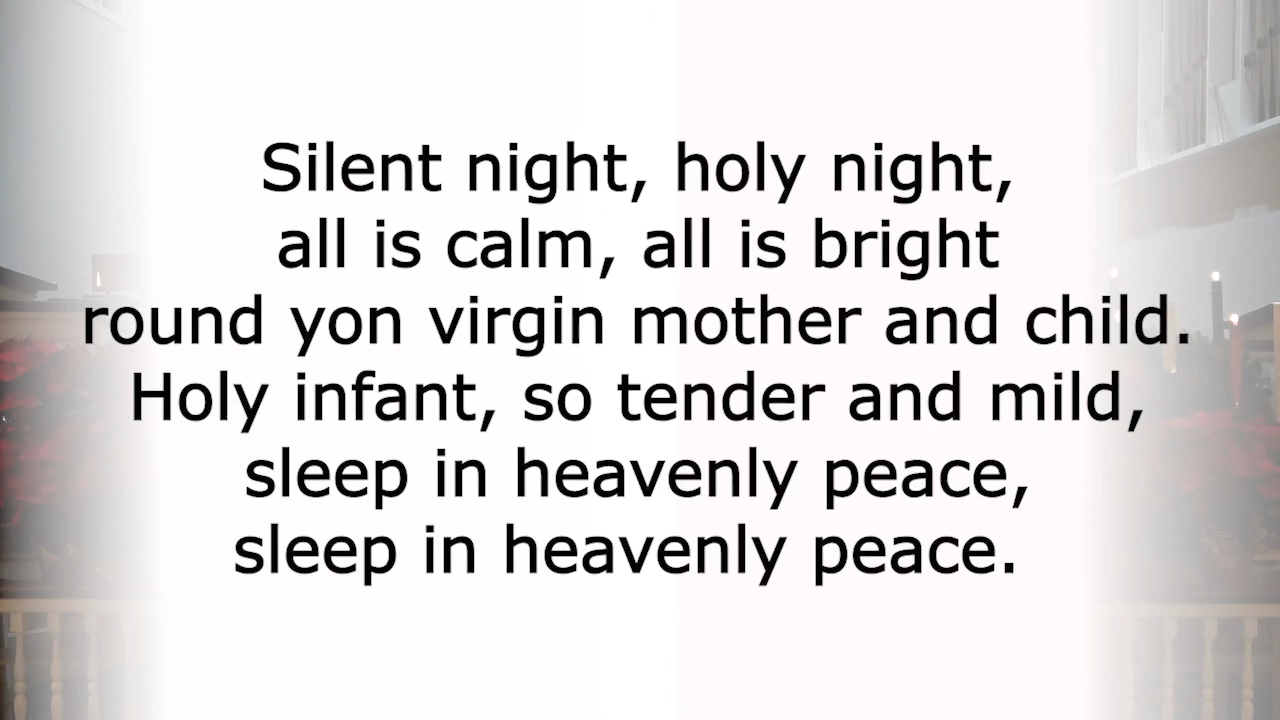 Silent night, holy night,
all is calm, all is bright
round yon virgin mother and child.
Holy infant, so tender and mild,
sleep in heavenly peace,
sleep in heavenly peace.